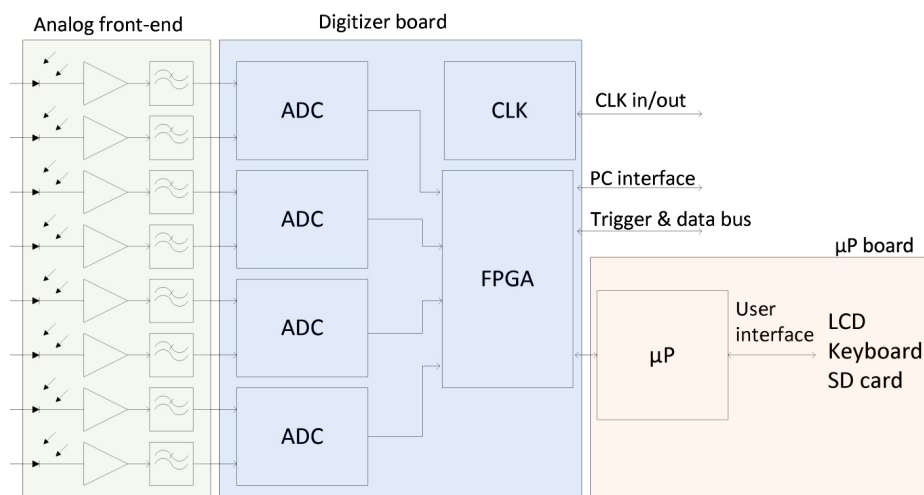 Analog front-end
Digitizer board
ADC
CLK
CLK in/out
PC interface
ADC
Trigger & data bus
µP board
FPGA
ADC
µP
User
interface
LCD
Keyboard
SD card
ADC